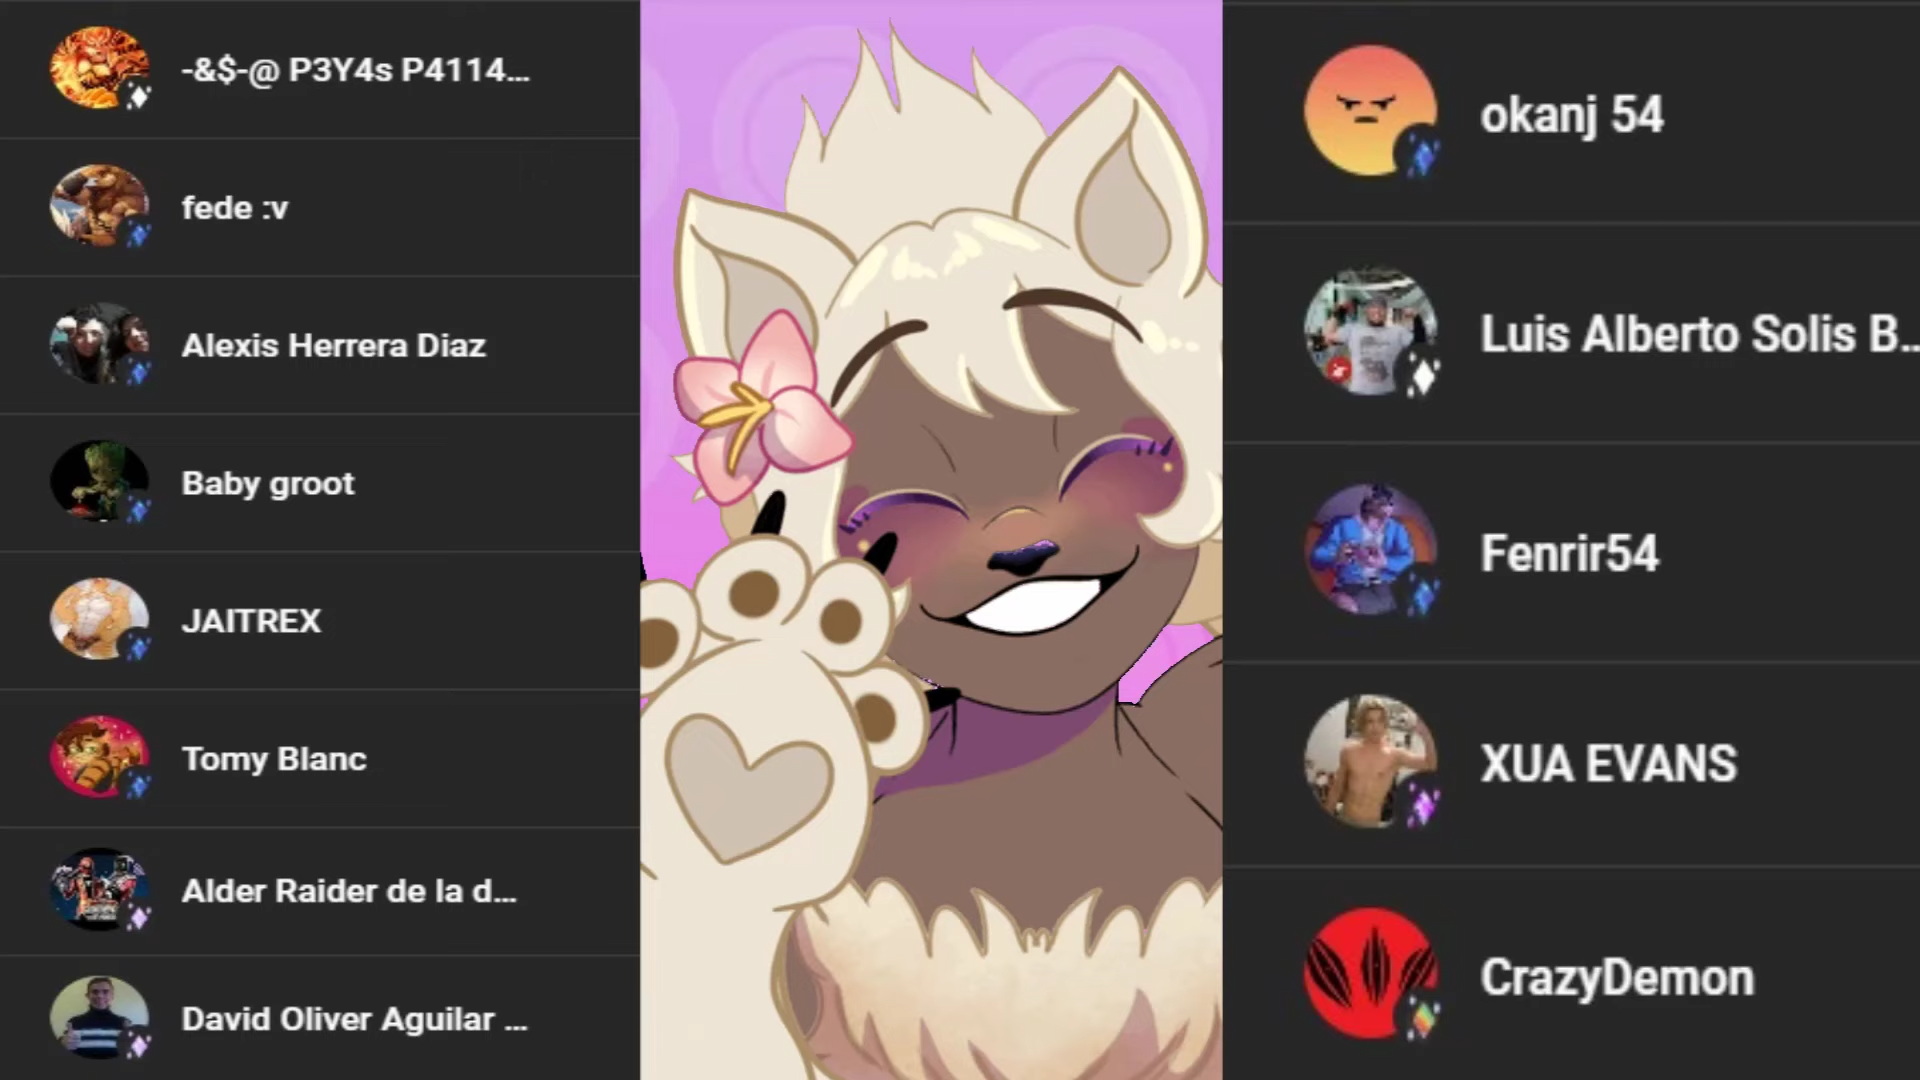 -&$-@ P3Y4s P4114...
fede :v
Alexis Herrera Diaz
Baby groot
JAITREX
Tomy Blanc
Alder Raider de la d...
David Oliver Aguilar ...
okanj 54
Luis Alberto Solis B...
Fenrir54
XUA EVANS
CrazyDemon